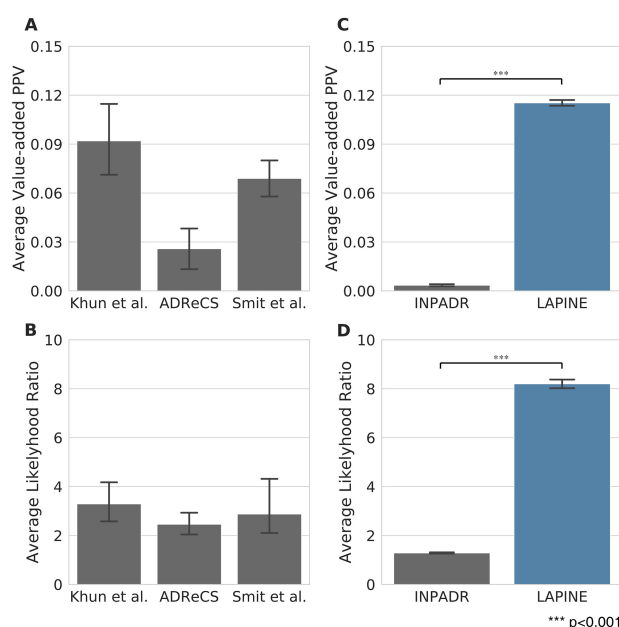 A
Average Value-added PPV
0.15
0.12
0.09
0.06
0.03
0.00
Khun et al. ADReCS Smit et al.
C
Average Value-added PPV
0.15
0.12
0.09
0.06
0.03
0.00
***
INPADR LAPINE
B
Average Likelyhood Ratio
10
8
6
4
2
0
Khun et al. ADReCS Smit et al.
D
Average Likelyhood Ratio
10
8
6
4
2
0
***
INPADR LAPINE
*** p<0.001